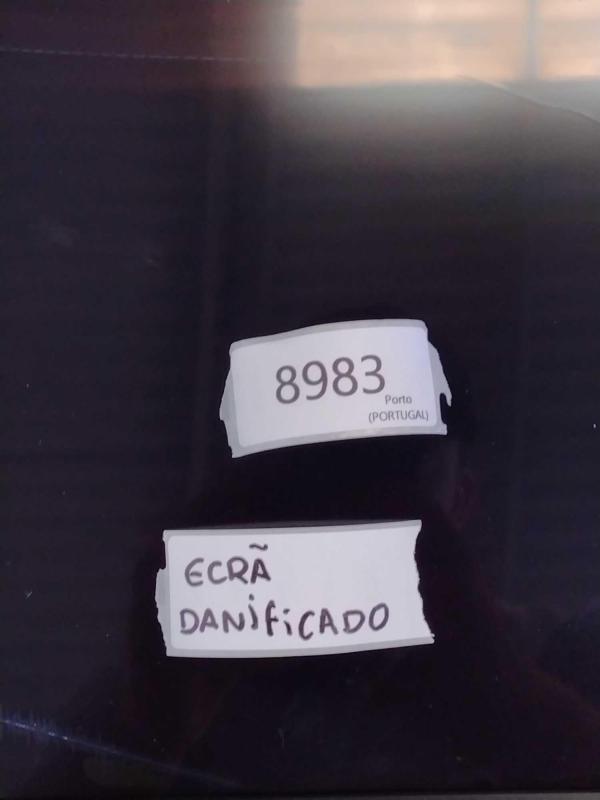 8983
Porto
(PORTUGAL)
ECRÃ
DANIFICADO